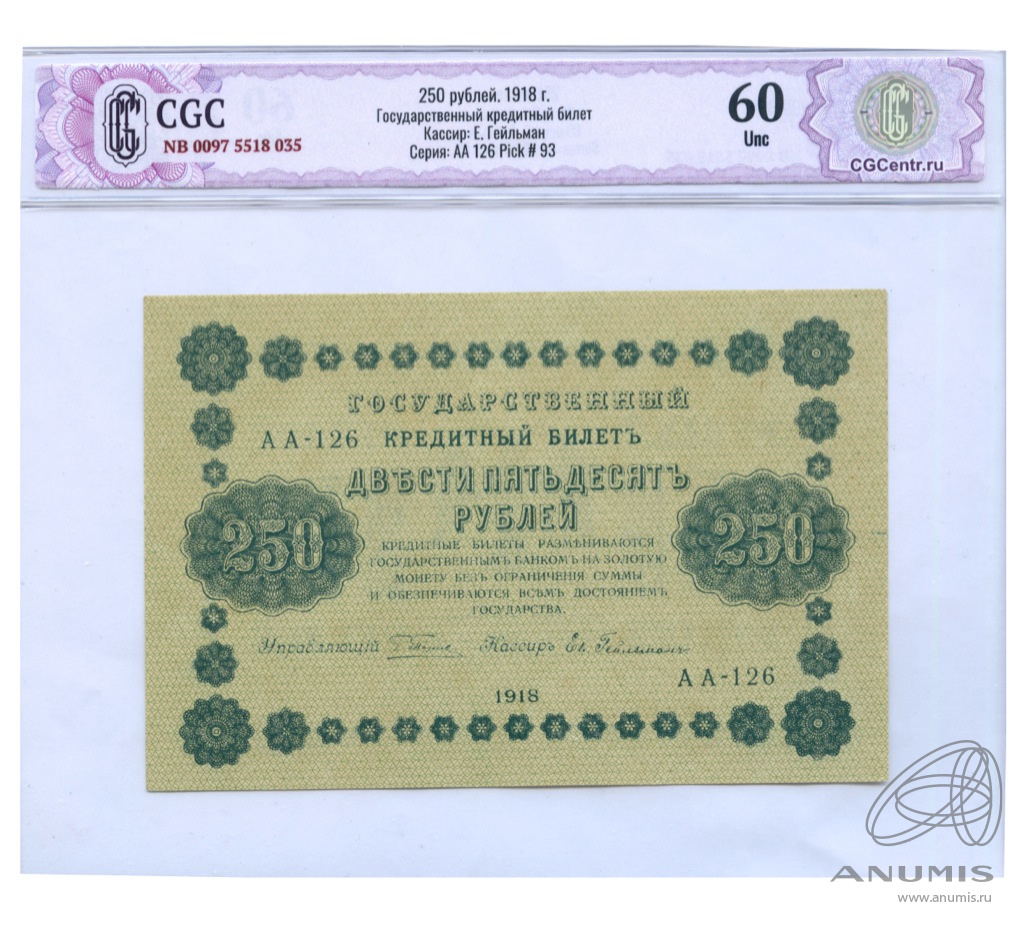 CGC
NB 0097 5518 035
250 рублей. 1918 г.
Государственный кредитный билет
Кассир: Е. Гейльман
Серия: АА 126 Pick # 93
60
Unc
CGCentr.ru
ГОСУДАРСТВЕННЫЙ
АА-126 КРЕДИТНЫЙ БИЛЕТЪ
ДВѢСТИ ПЯТЬДЕСЯТЪ
РУБЛЕЙ
250
250
КРЕДИТНЫЕ БИЛЕТЫ РАЗМѢНИВАЮТСЯ
ГОСУДАРСТВЕННЫМЪ БАНКОМЪ НА ЗОЛОТУЮ
МОНЕТУ БЕЗЪ ОГРАНИЧЕНІЯ СУММЫ
И ОБЕЗПЕЧИВАЮТСЯ ВСѢМЪ ДОСТОЯНІЕМЪ
ГОСУДАРСТВА.
Управляющій Кассиръ Ек. Гейльманъ
АА-126
1918
ANUMIS
www.anumis.ru